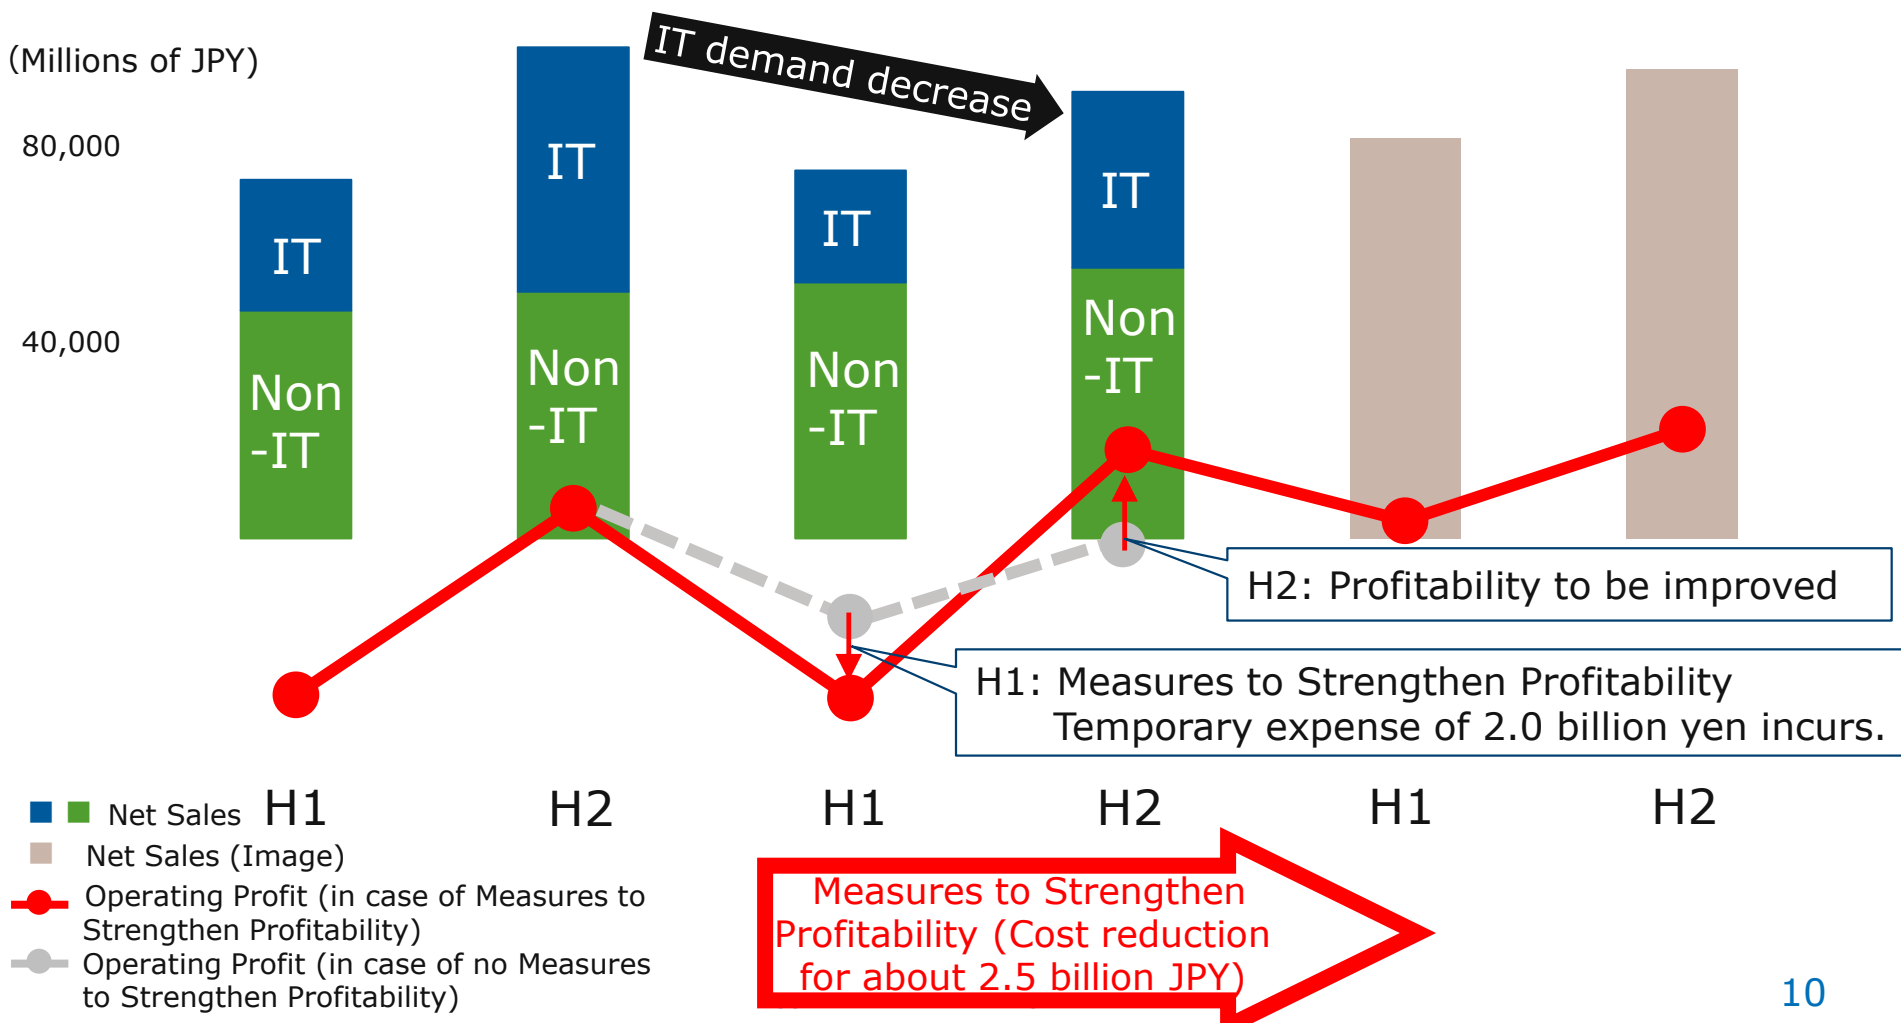 (Millions of JPY)
80,000
40,000
IT demand decrease
IT
Non
-IT
IT
Non
-IT
IT
Non
-IT
IT
Non
-IT
H2: Profitability to be improved
H1: Measures to Strengthen Profitability
Temporary expense of 2.0 billion yen incurs.
H1
H2
H1
H2
H1
H2
Net Sales
Net Sales (Image)
Operating Profit (in case of Measures to
Strengthen Profitability)
Operating Profit (in case of no Measures
to Strengthen Profitability)
Measures to Strengthen
Profitability (Cost reduction
for about 2.5 billion JPY)
10